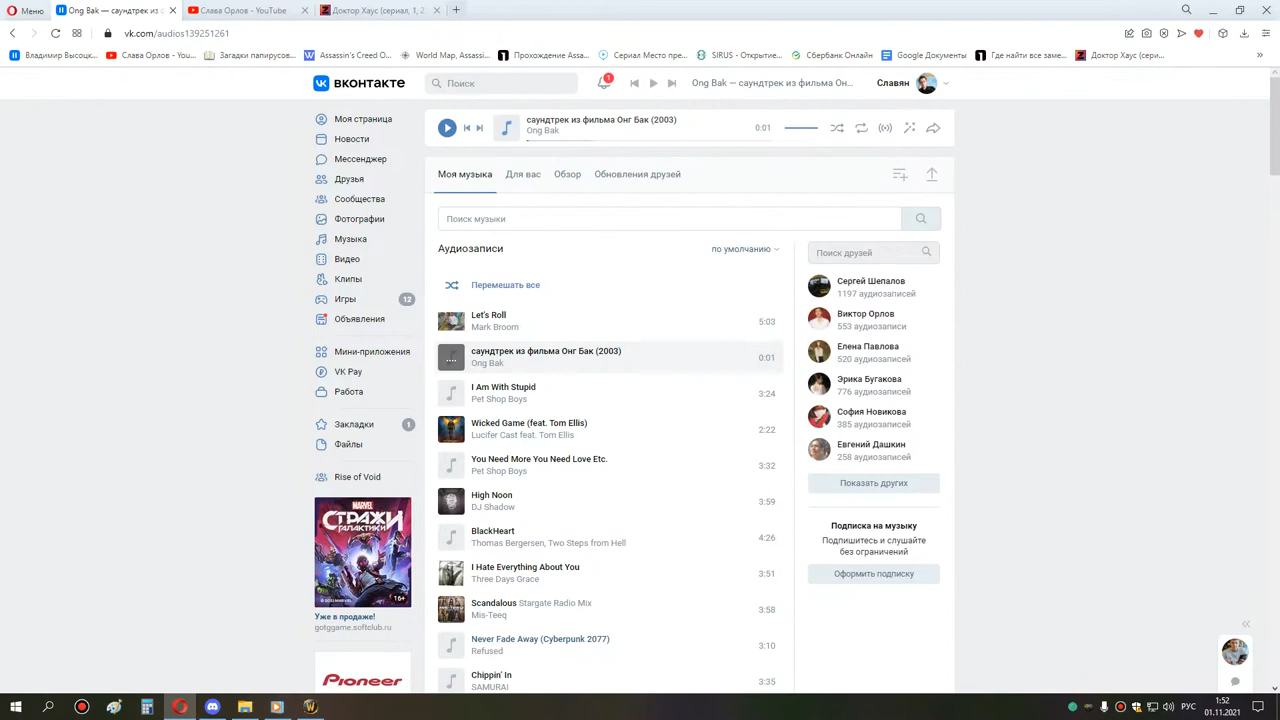 Меню
Ong Bak — саундтрек из с
Слава Орлов - YouTube
Доктор Хаус (сериал, 1, 2
vk.com/audios139251261
Владимир Высоцк...
Слава Орлов - You...
Загадки папирусов...
Assassin's Creed O...
World Map, Assassi...
Прохождение Assa...
Сериал Место пре...
SIRUS - Открытие...
Сбербанк Онлайн
Google Документы
Где найти все заме...
Доктор Хаус (сери...
вконтакте
Поиск
1
Ong Bak — саундтрек из фильма Он...
Славян
Моя страница
Новости
Мессенджер
Друзья
Сообщества
Фотографии
Музыка
Видео
Клипы
Игры 12
Объявления
Мини-приложения
VK Pay
Работа
Закладки 1
Файлы
Rise of Void
MARVEL
СТРАЖИ
ГАЛАКТИКИ
16+
Уже в продаже!
gotggame.softclub.ru
Pioneer
саундтрек из фильма Онг Бак (2003)
Ong Bak
0:01
Моя музыка Для вас Обзор Обновления друзей
Поиск музыки
Аудиозаписи по умолчанию
Перемешать все
Let's Roll
Mark Broom
5:03
саундтрек из фильма Онг Бак (2003)
Ong Bak
0:01
I Am With Stupid
Pet Shop Boys
3:24
Wicked Game (feat. Tom Ellis)
Lucifer Cast feat. Tom Ellis
2:22
You Need More You Need Love Etc.
Pet Shop Boys
3:32
High Noon
DJ Shadow
3:59
BlackHeart
Thomas Bergersen, Two Steps from Hell
4:26
I Hate Everything About You
Three Days Grace
3:51
Scandalous Stargate Radio Mix
Mis-Teeq
3:58
Never Fade Away (Cyberpunk 2077)
Refused
3:10
Chippin' In
SAMURAI
3:35
Поиск друзей
Сергей Шепалов
1197 аудиозаписей
Виктор Орлов
553 аудиозаписи
Елена Павлова
520 аудиозаписей
Эрика Бугакова
776 аудиозаписей
София Новикова
385 аудиозаписей
Евгений Дашкин
258 аудиозаписей
Показать других
Подписка на музыку
Подпишитесь и слушайте
без ограничений
Оформить подписку
РУС
1:52
01.11.2021